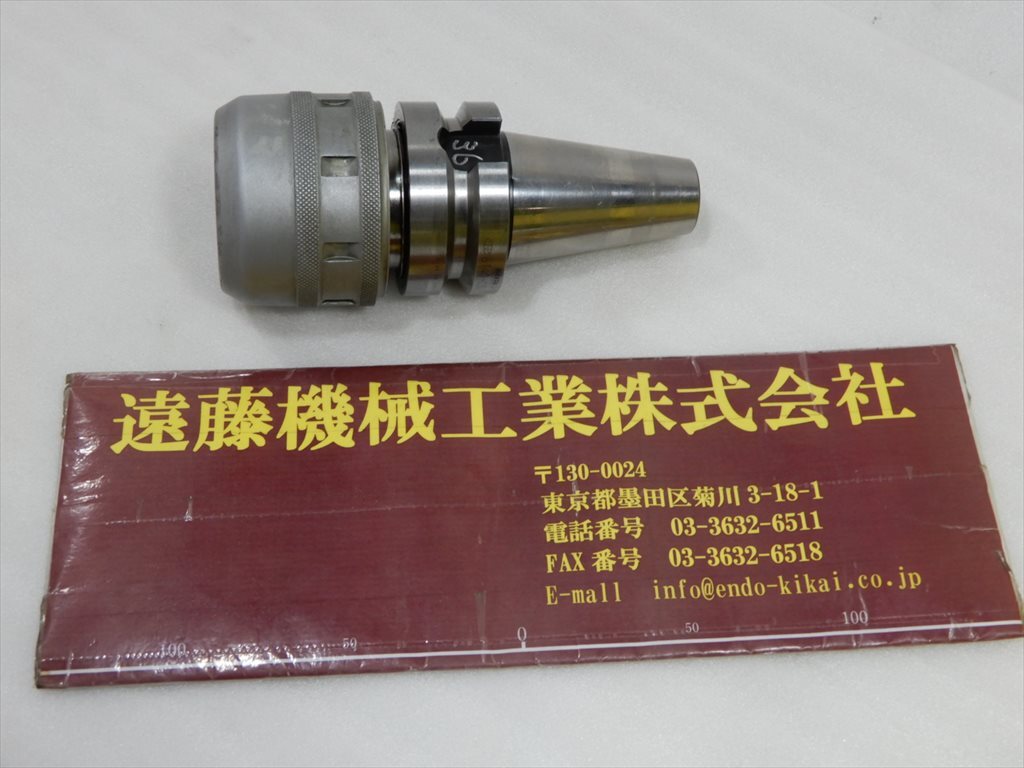 36
遠藤機械工業株式会社
〒130-0024
東京都墨田区菊川 3-18-1
電話番号 03-3632-6511
FAX 番号 03-3632-6518
E-mall info@endo-kikai.co.jp
100 50 0 50 100